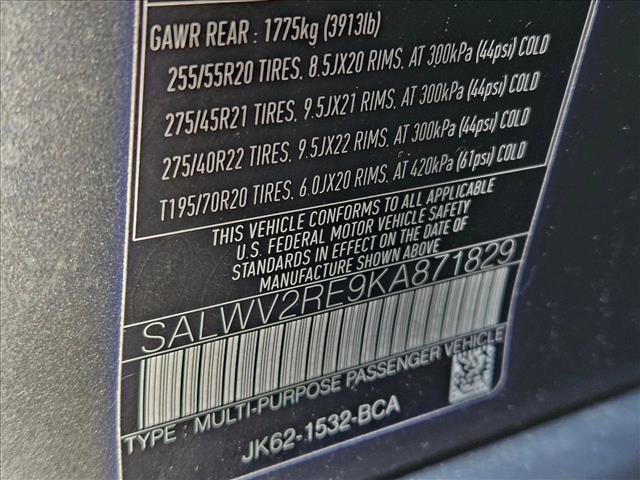 GAWR REAR : 1775kg (3913lb)
255/55R20 TIRES, 8.5JX20 RIMS, AT 300kPa (44psi) COLD
275/45R21 TIRES, 9.5JX21 RIMS, AT 300kPa (44psi) COLD
275/40R22 TIRES, 9.5JX22 RIMS, AT 300kPa (44psi) COLD
T195/70R20 TIRES, 6.0JX20 RIMS, AT 420kPa (61psi) COLD
THIS VEHICLE CONFORMS TO ALL APPLICABLE
U.S. FEDERAL MOTOR VEHICLE SAFETY
STANDARDS IN EFFECT ON THE DATE OF
MANUFACTURE SHOWN ABOVE
SALWV2RE9KA871829
TYPE : MULTI-PURPOSE PASSENGER VEHICLE
JK62-1532-BCA